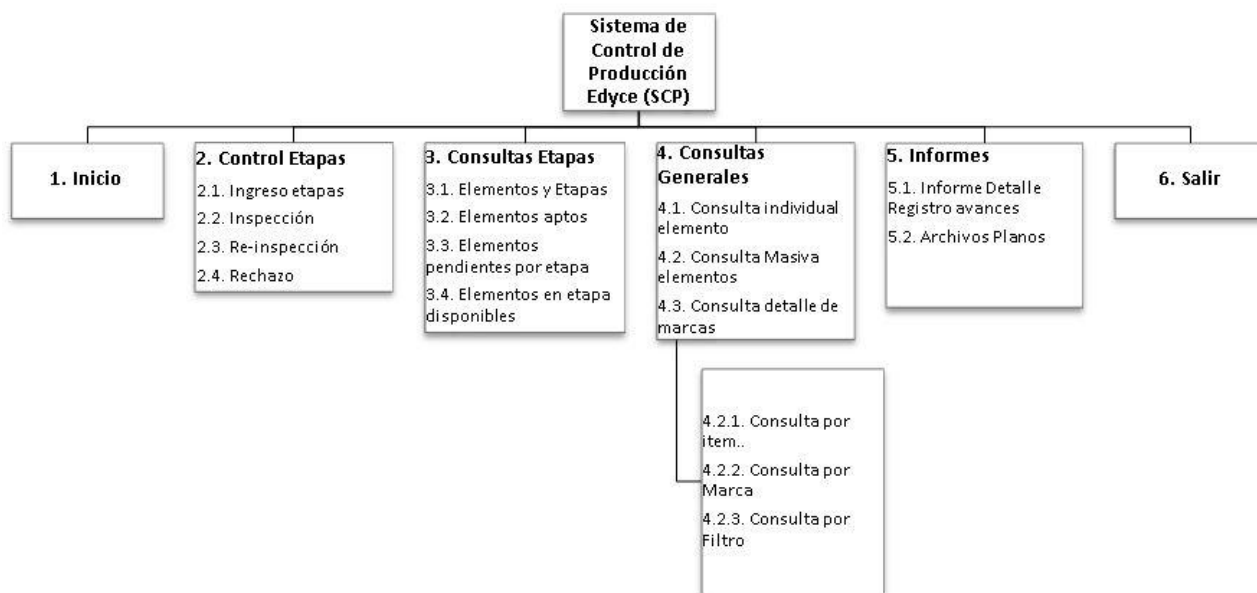 Sistema de
Control de
Producción
Edyce (SCP)
1. Inicio
2. Control Etapas
2.1. Ingreso etapas
2.2. Inspección
2.3. Re-inspección
2.4. Rechazo
3. Consultas Etapas
3.1. Elementos y Etapas
3.2. Elementos aptos
3.3. Elementos
pendientes por etapa
3.4. Elementos en etapa
disponibles
4. Consultas
Generales
4.1. Consulta individual
elemento
4.2. Consulta Masiva
elementos
4.3. Consulta detalle de
marcas
4.2.1. Consulta por
item..
4.2.2. Consulta por
Marca
4.2.3. Consulta por
Filtro
5. Informes
5.1. Informe Detalle
Registro avances
5.2. Archivos Planos
6. Salir